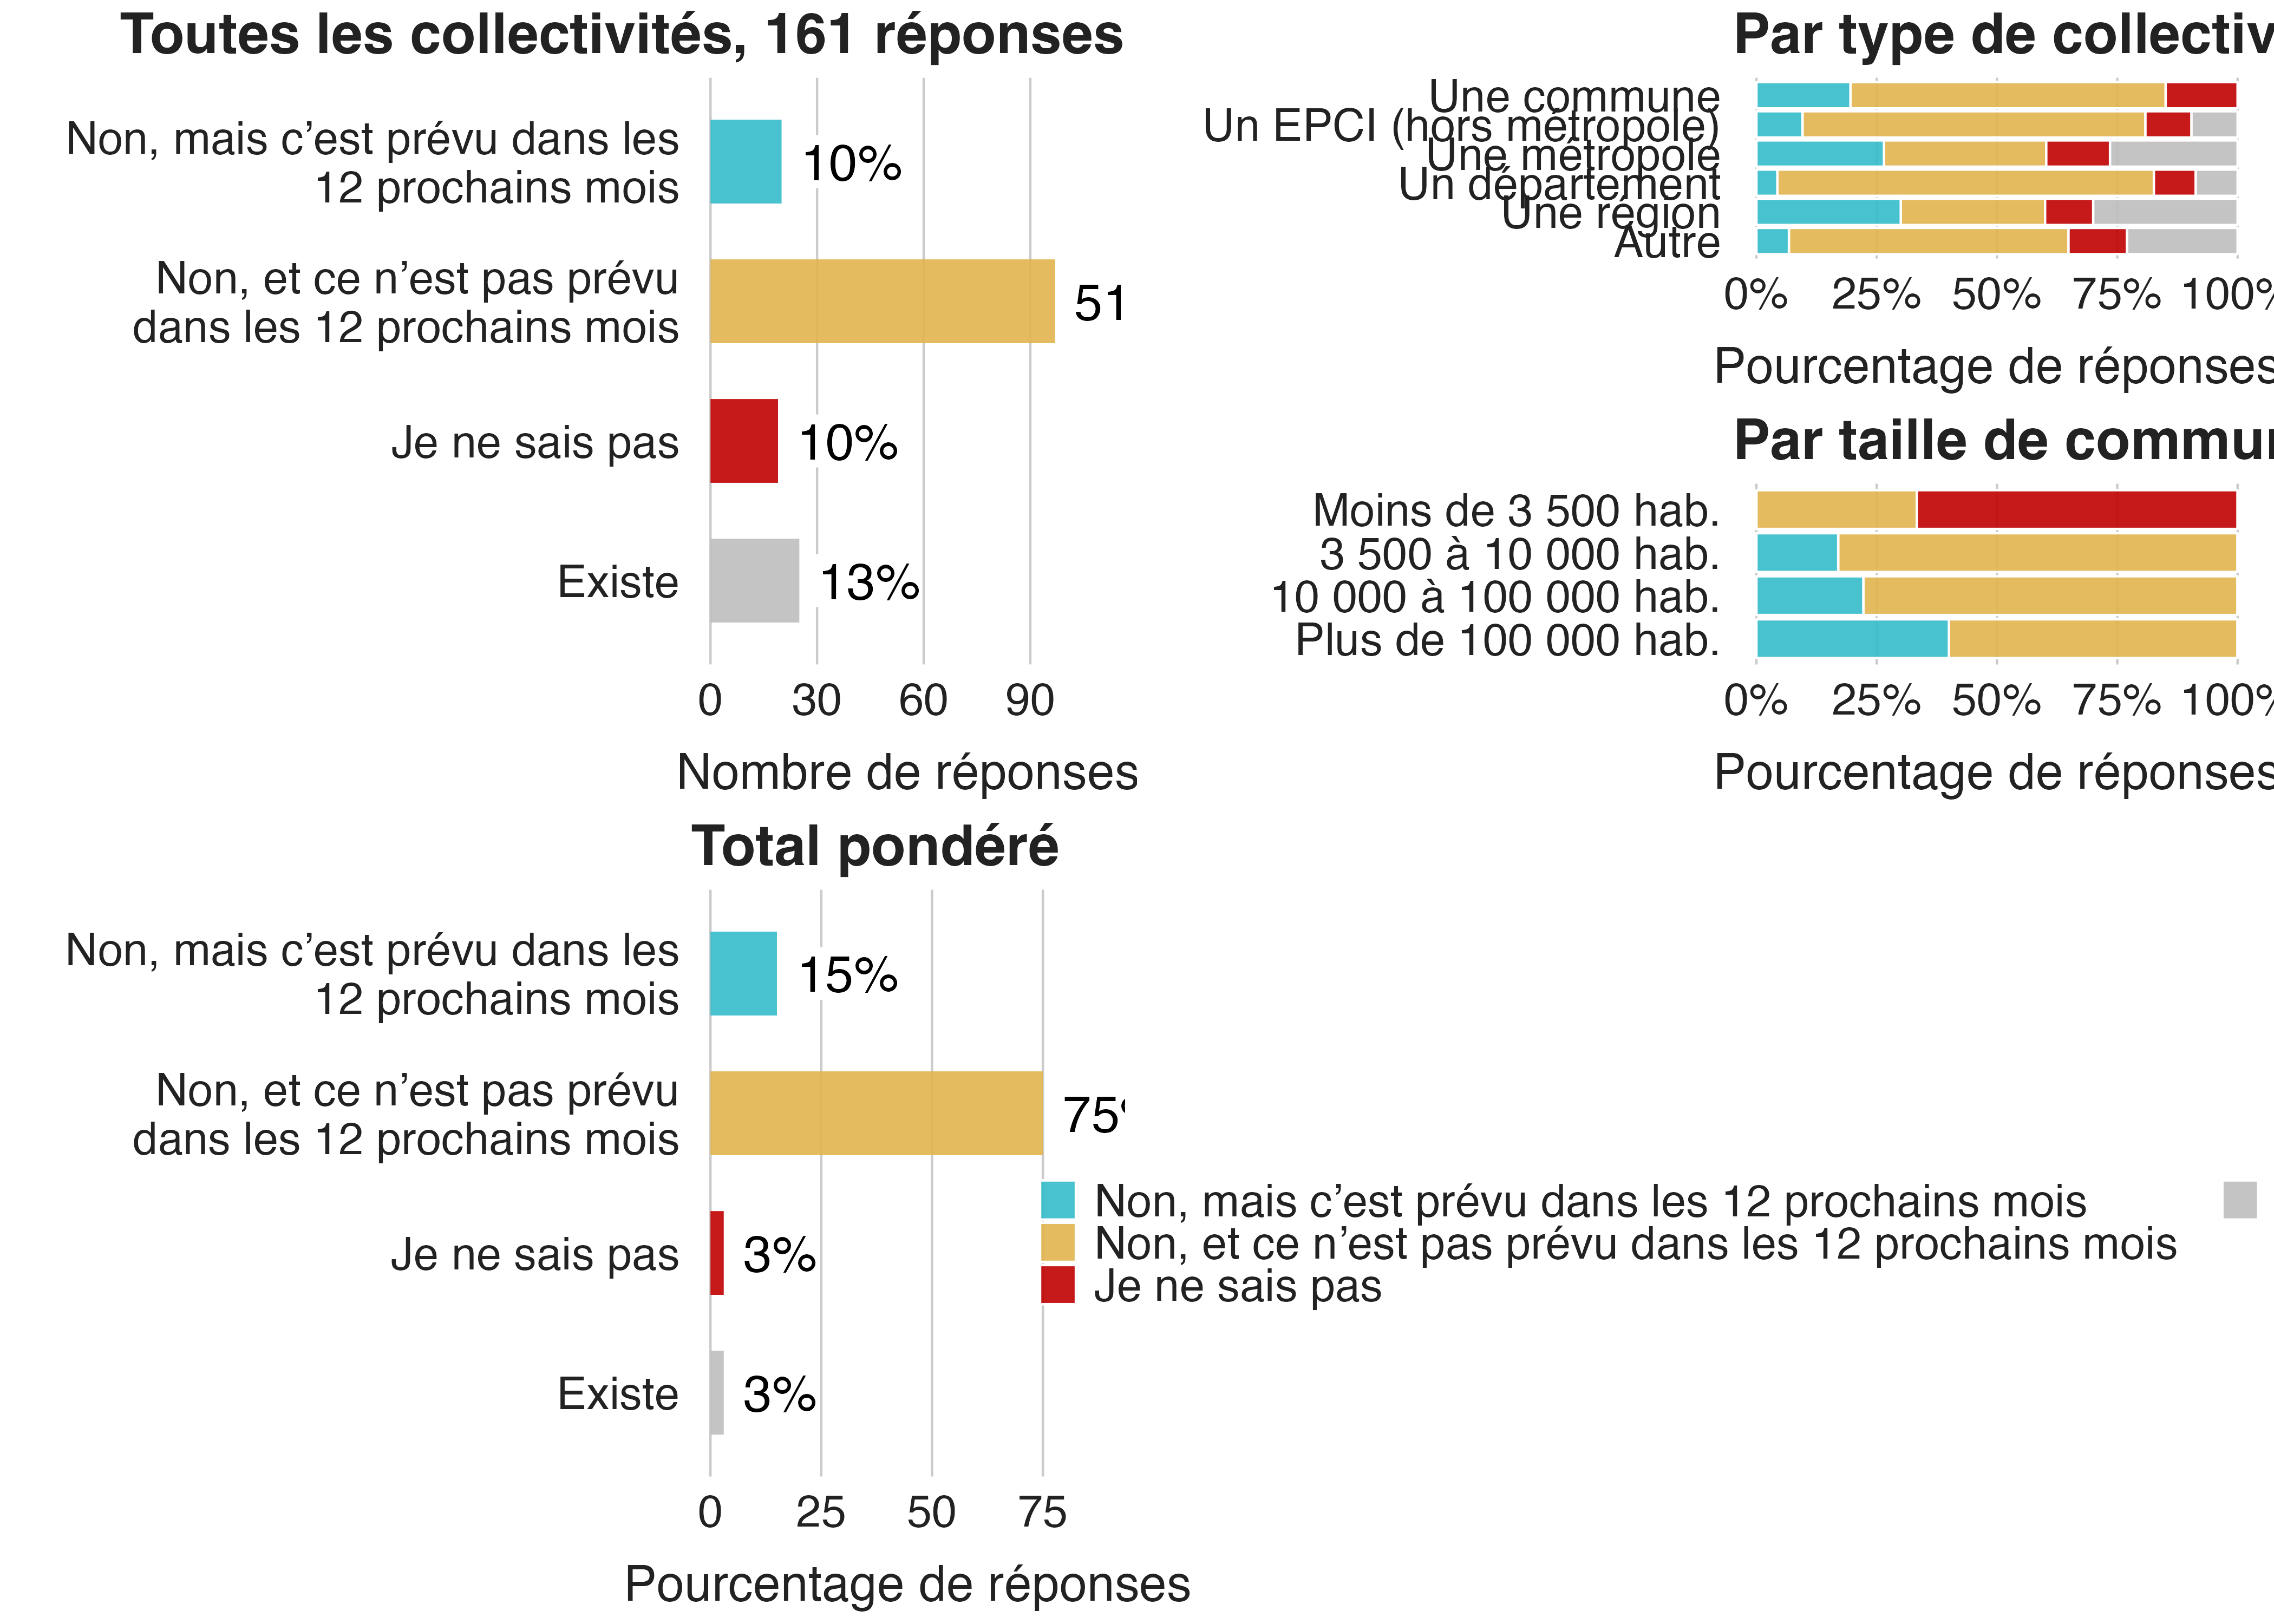 Toutes les collectivités, 161 réponses
Non, mais c’est prévu dans les
12 prochains mois
10%
Non, et ce n’est pas prévu
dans les 12 prochains mois
51
Je ne sais pas
10%
Existe
13%
0 30 60 90
Nombre de réponses
Par type de collectiv
Une commune
Un EPCI (hors métropole)
Une métropole
Un département
Une région
Autre
0% 25% 50% 75% 100%
Pourcentage de réponses
Par taille de commun
Moins de 3 500 hab.
3 500 à 10 000 hab.
10 000 à 100 000 hab.
Plus de 100 000 hab.
0% 25% 50% 75% 100%
Pourcentage de réponses
Total pondéré
Non, mais c’est prévu dans les
12 prochains mois
15%
Non, et ce n’est pas prévu
dans les 12 prochains mois
75%
Je ne sais pas
3%
Existe
3%
0 25 50 75
Pourcentage de réponses
Non, mais c’est prévu dans les 12 prochains mois
Non, et ce n’est pas prévu dans les 12 prochains mois
Je ne sais pas